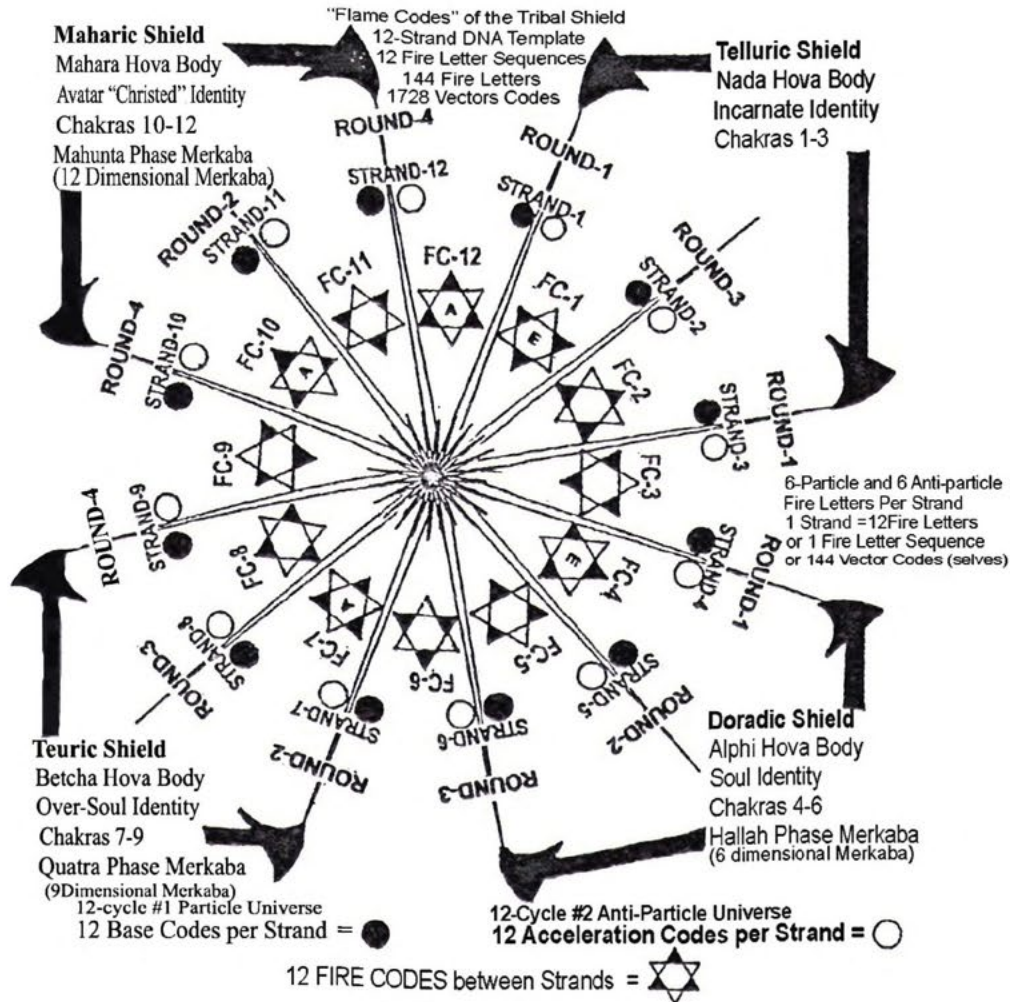 "Flame Codes" of the Tribal Shield
12-Strand DNA Template
12 Fire Letter Sequences
144 Fire Letters
1728 Vectors Codes
Maharic Shield
Mahara Hova Body
Avatar "Christed" Identity
Chakras 10-12
Mahunta Phase Merkaba
(12 Dimensional Merkaba)
Telluric Shield
Nada Hova Body
Incarnate Identity
Chakras 1-3
ROUND-4
STRAND-12
ROUND-1
STRAND-1
ROUND-3
STRAND-2
ROUND-1
STRAND-3
ROUND-1
STRAND-4
ROUND-2
STRAND-5
ROUND-3
STRAND-6
ROUND-2
STRAND-7
ROUND-3
STRAND-8
ROUND-4
STRAND-9
ROUND-4
STRAND-10
ROUND-2
STRAND-11
FC-12
A
FC-1
E
FC-2
FC-3
FC-4
E
FC-5
FC-6
FC-7
A
FC-8
FC-9
FC-10
A
FC-11
6-Particle and 6 Anti-particle
Fire Letters Per Strand
1 Strand =12Fire Letters
or 1 Fire Letter Sequence
or 144 Vector Codes (selves)
Teuric Shield
Betcha Hova Body
Over-Soul Identity
Chakras 7-9
Quatra Phase Merkaba
(9Dimensional Merkaba)
Doradic Shield
Alphi Hova Body
Soul Identity
Chakras 4-6
Hallah Phase Merkaba
(6 dimensional Merkaba)
12-cycle #1 Particle Universe
12 Base Codes per Strand =
12-Cycle #2 Anti-Particle Universe
12 Acceleration Codes per Strand =
12 FIRE CODES between Strands =